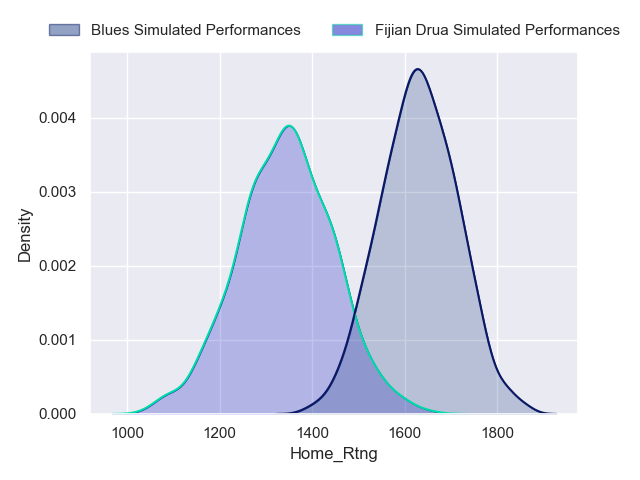 Blues Simulated Performances
Fijian Drua Simulated Performances
0.004
0.003
0.002
0.001
0.000
Density
1000
1200
1400
1600
1800
Home_Rtng